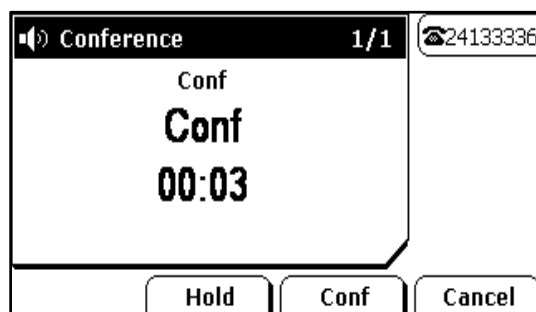 Conference 1/1
24133336
Conf
Conf
00:03
Hold Conf Cancel